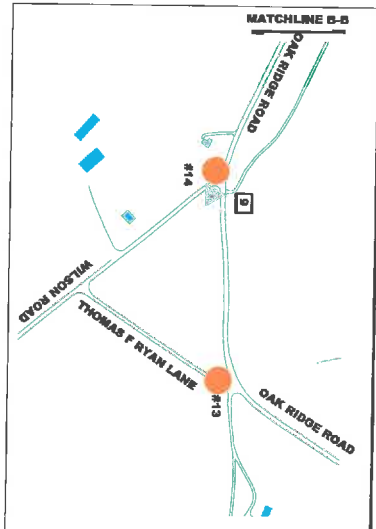 MATCHLINE B-B
OAK RIDGE ROAD
#14
9
WILSON ROAD
THOMAS F RYAN LANE
#13
OAK RIDGE ROAD